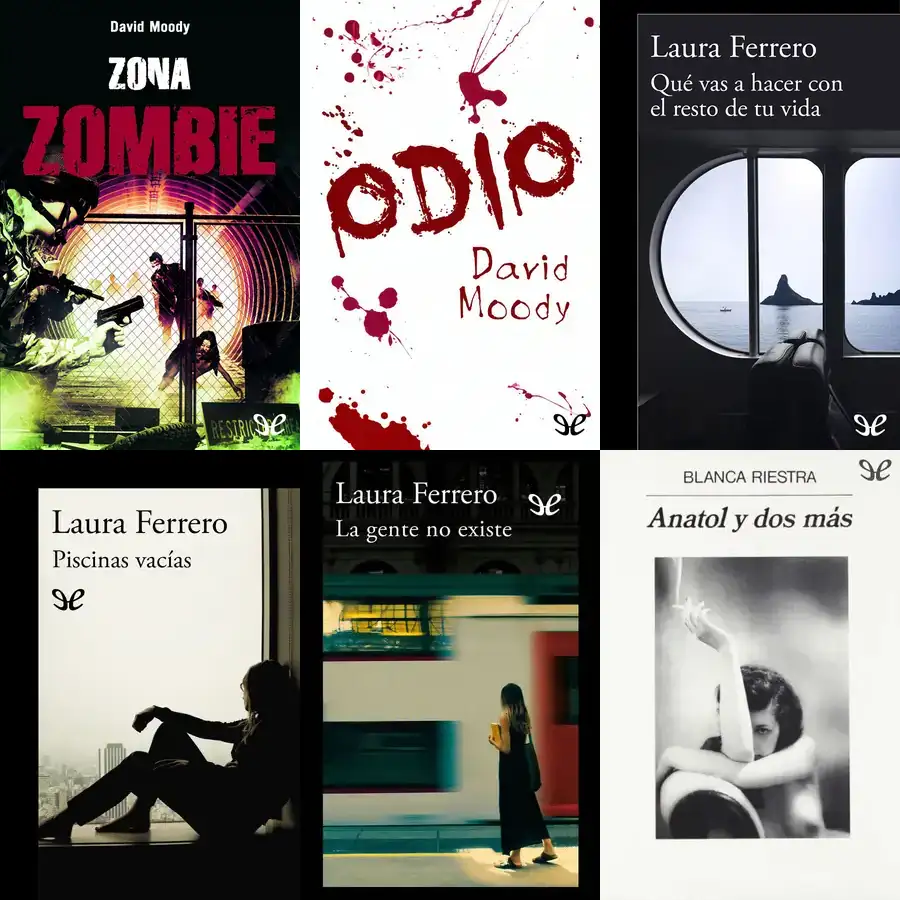 David Moody
ZONA
ZOMBIE
ODIO
David
Moody
Laura Ferrero
Qué vas a hacer con
el resto de tu vida
Laura Ferrero
Piscinas vacías
Laura Ferrero
La gente no existe
BLANCA RIESTRA
Anatol y dos más